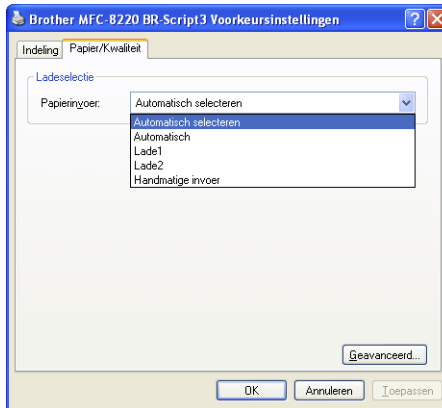 Brother MFC-8220 BR-Script3 Voorkeursinstellingen
Indeling Papier/Kwaliteit
Ladeselectie
Papierinvoer: Automatisch selecteren
Automatisch selecteren
Automatisch
Lade1
Lade2
Handmatige invoer
Geavanceerd...
OK Annuleren Toepassen